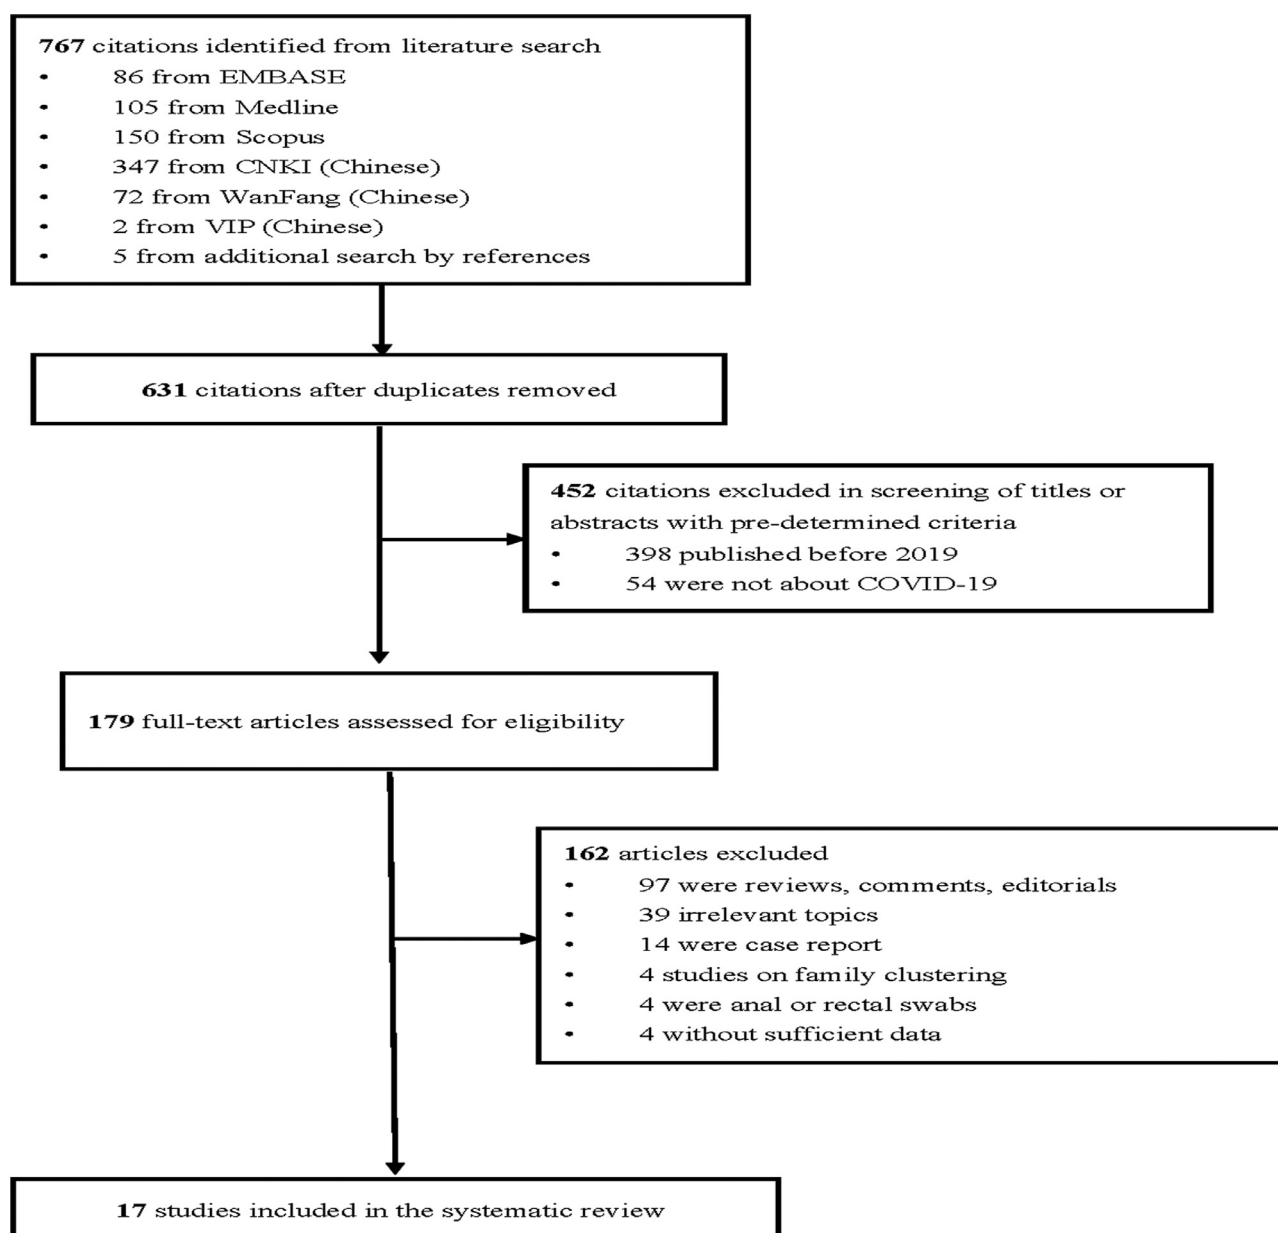 767 citations identified from literature search
• 86 from EMBASE
• 105 from Medline
• 150 from Scopus
• 347 from CNKI (Chinese)
• 72 from WanFang (Chinese)
• 2 from VIP (Chinese)
• 5 from additional search by references
631 citations after duplicates removed
452 citations excluded in screening of titles or
abstracts with pre-determined criteria
• 398 published before 2019
• 54 were not about COVID-19
179 full-text articles assessed for eligibility
162 articles excluded
• 97 were reviews, comments, editorials
• 39 irrelevant topics
• 14 were case report
• 4 studies on family clustering
• 4 were anal or rectal swabs
• 4 without sufficient data
17 studies included in the systematic review